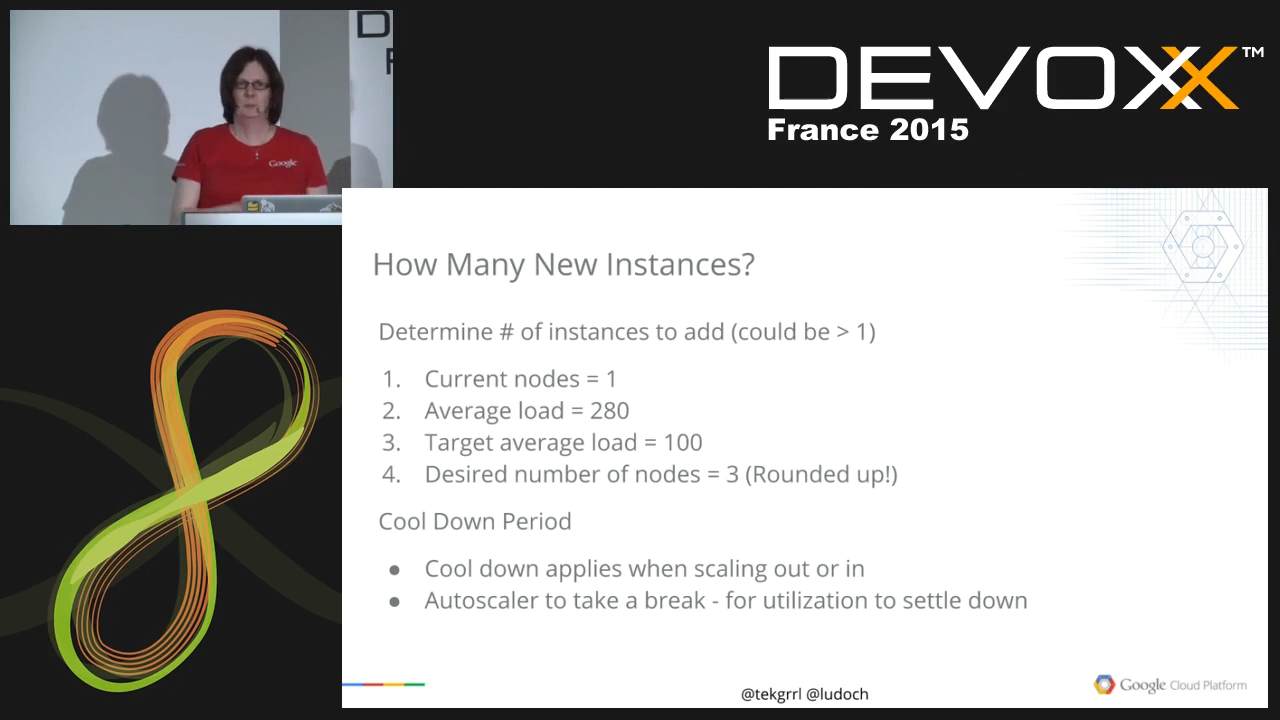 D
F
Google
DEVOXX™
France 2015
How Many New Instances?
Determine # of instances to add (could be > 1)
1. Current nodes = 1
2. Average load = 280
3. Target average load = 100
4. Desired number of nodes = 3 (Rounded up!)
Cool Down Period
● Cool down applies when scaling out or in
● Autoscaler to take a break - for utilization to settle down
@tekgrrl @ludoch
Google Cloud Platform